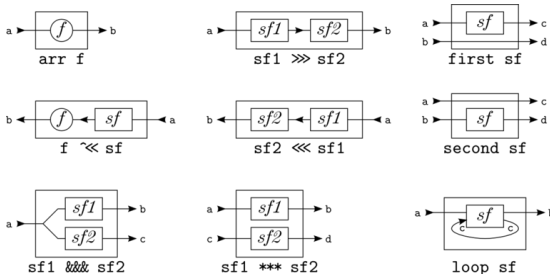 a f b
arr f
a sf1 sf2 b
sf1 >>> sf2
a sf c
b d
first sf
b f sf a
f ^<< sf
b sf2 sf1 a
sf2 <<< sf1
a c
b sf d
second sf
a sf1 b
sf2 c
sf1 &&& sf2
a sf1 b
c sf2 d
sf1 *** sf2
a sf b
c c
loop sf